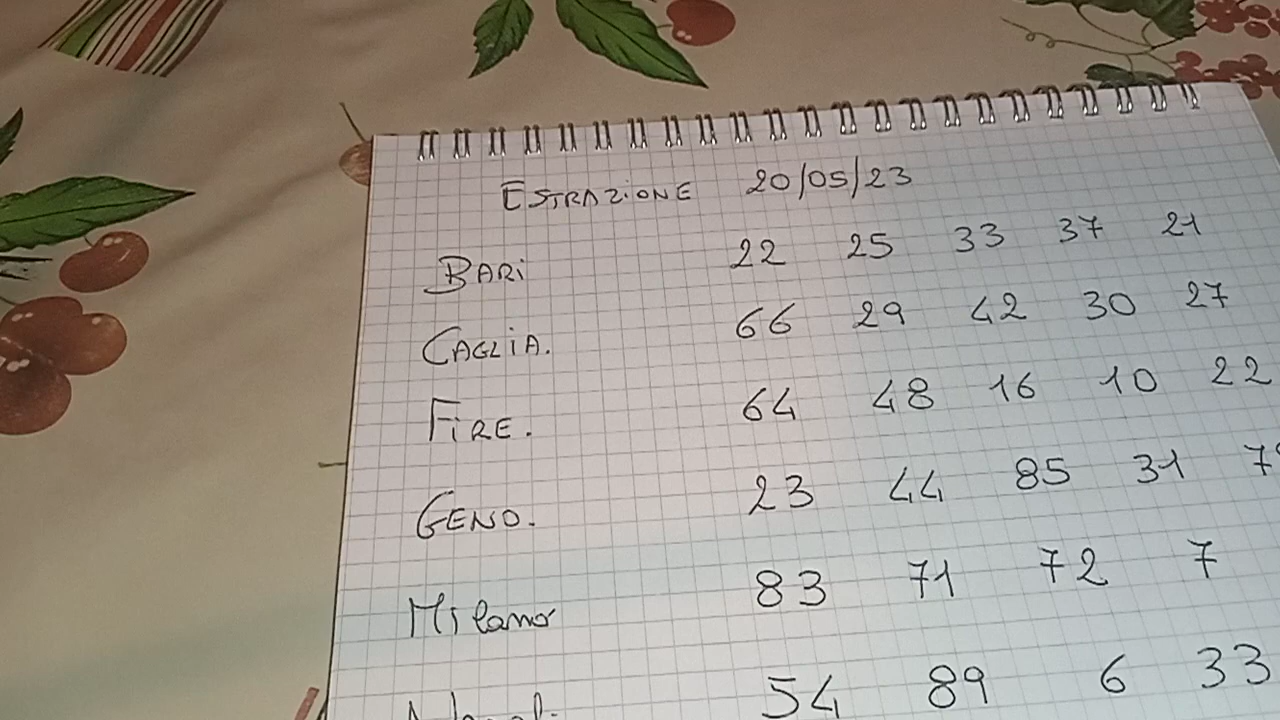 ESTRAZIONE 20/05/23
BARI 22 25 33 37 21
CAGLIA. 66 29 42 30 27
FIRE. 64 48 16 10 22
GENO. 23 44 85 31
Milano 83 71 72 7
54 89 6 33